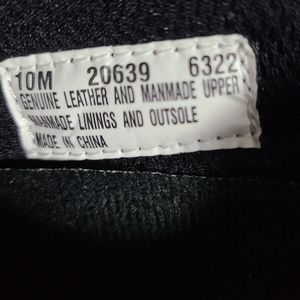 10M 20639 6322
GENUINE LEATHER AND MANMADE UPPER
MANMADE LININGS AND OUTSOLE
MADE IN CHINA